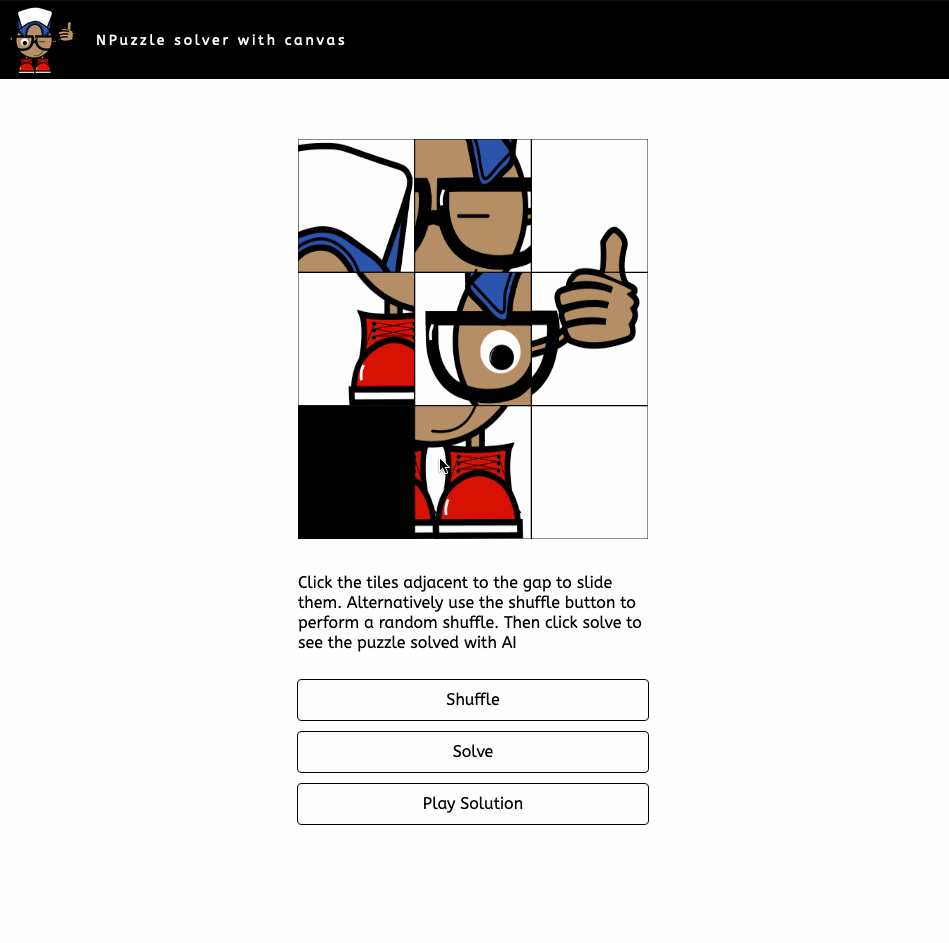 NPuzzle solver with canvas
Click the tiles adjacent to the gap to slide
them. Alternatively use the shuffle button to
perform a random shuffle. Then click solve to
see the puzzle solved with AI
Shuffle
Solve
Play Solution